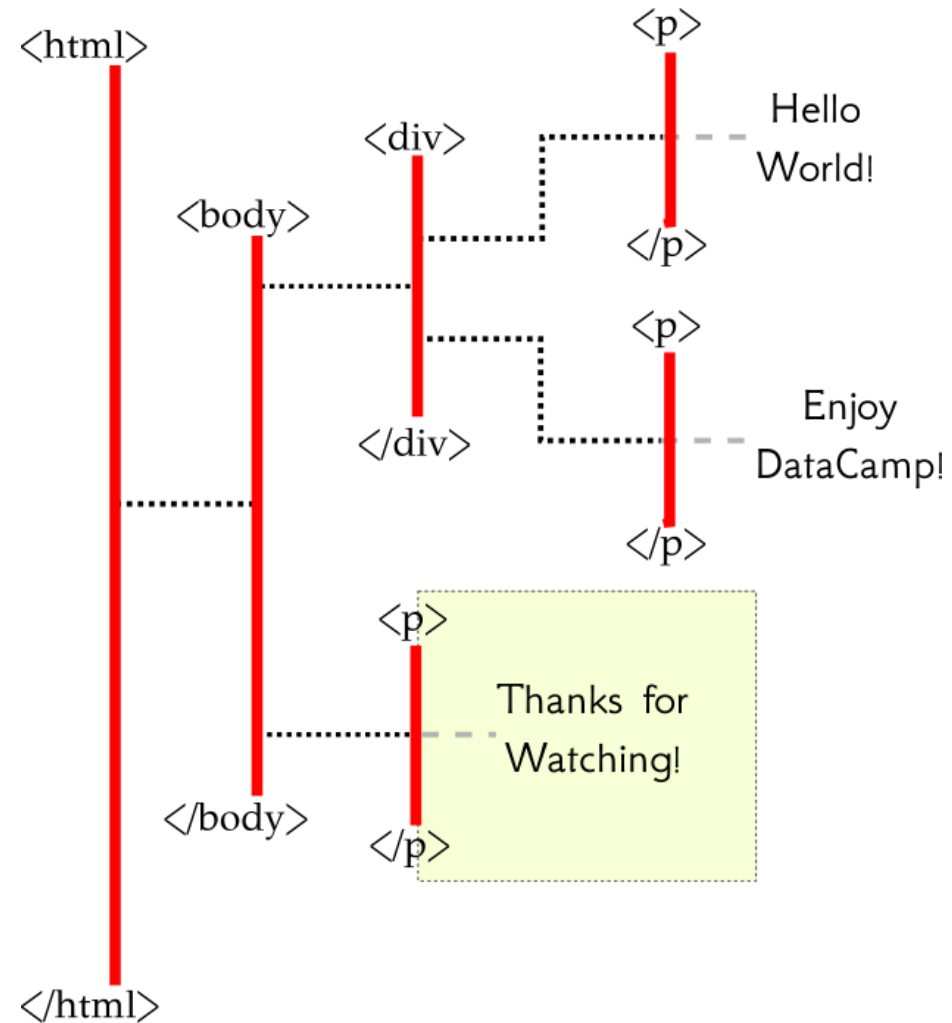 <html>
<body>
<div>
<p>
Hello
World!
</p>
<p>
Enjoy
DataCamp!
</p>
</div>
<p>
Thanks for
Watching!
</p>
</body>
</html>